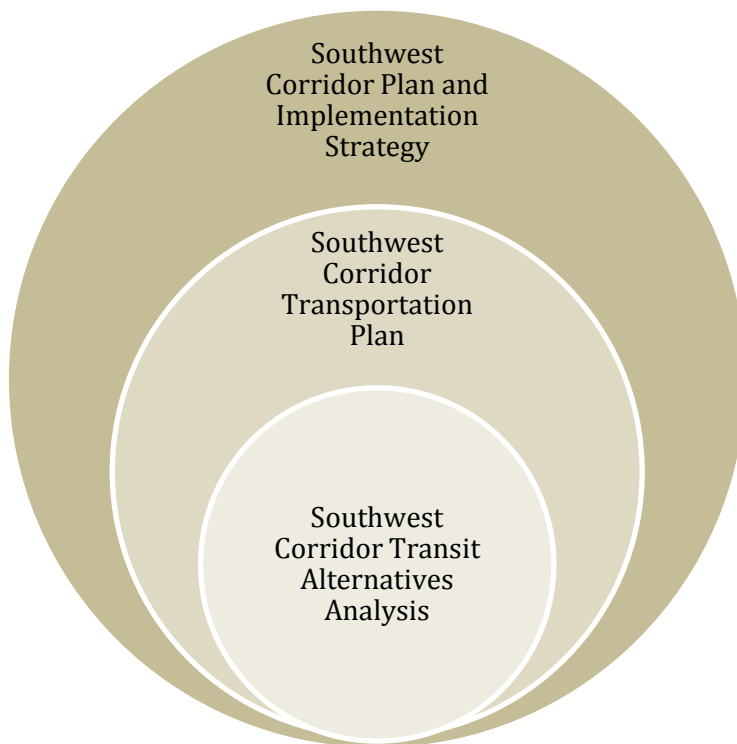 Southwest
Corridor Plan and
Implementation
Strategy
Southwest
Corridor
Transportation
Plan
Southwest
Corridor Transit
Alternatives
Analysis